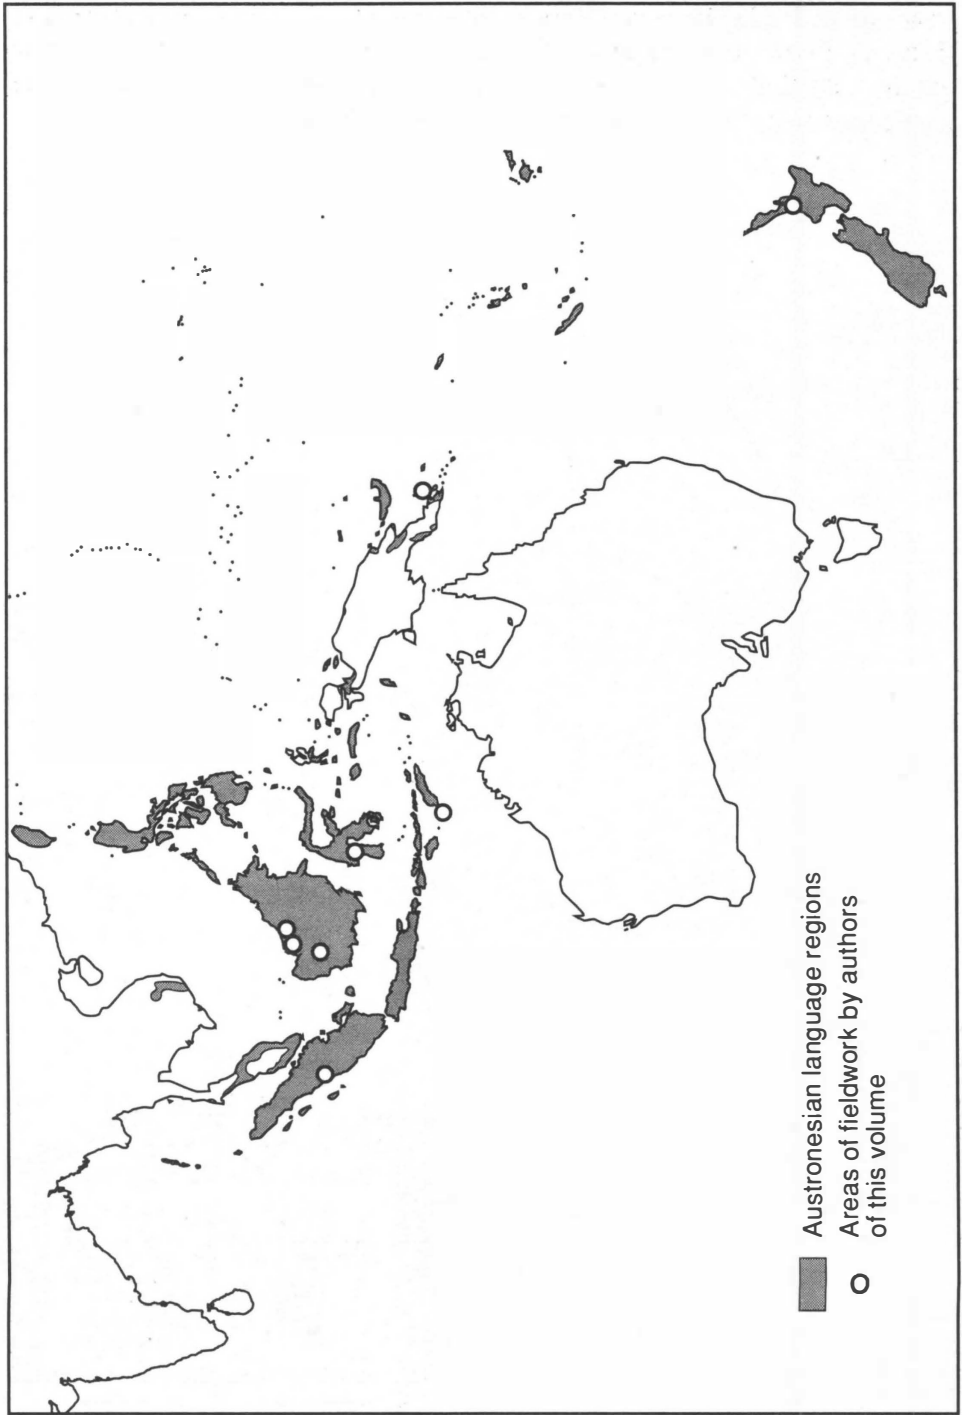 Austronesian language regions
Areas of fieldwork by authors
of this volume